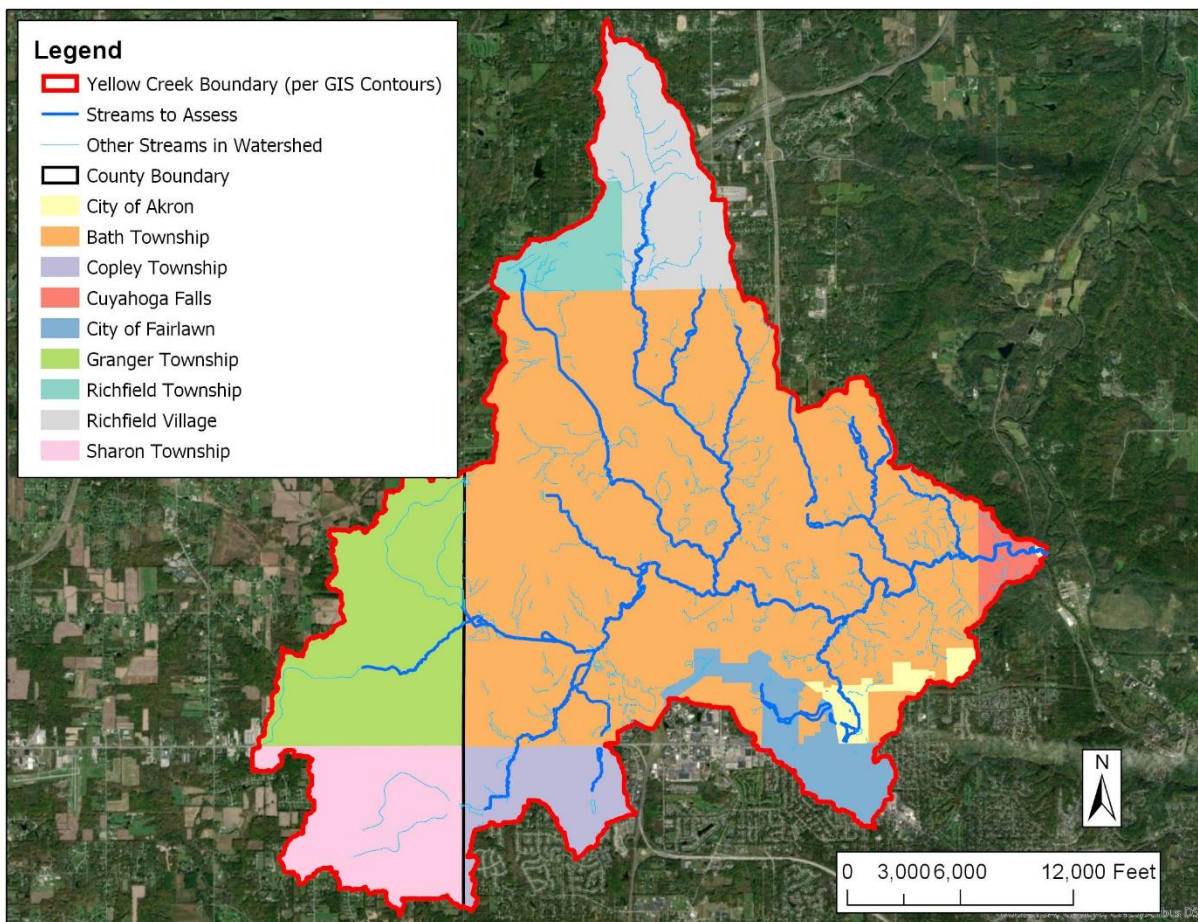 Legend
Yellow Creek Boundary (per GIS Contours)
Streams to Assess
Other Streams in Watershed
County Boundary
City of Akron
Bath Township
Copley Township
Cuyahoga Falls
City of Fairlawn
Granger Township
Richfield Township
Richfield Village
Sharon Township
N
0 3,000 6,000 12,000 Feet